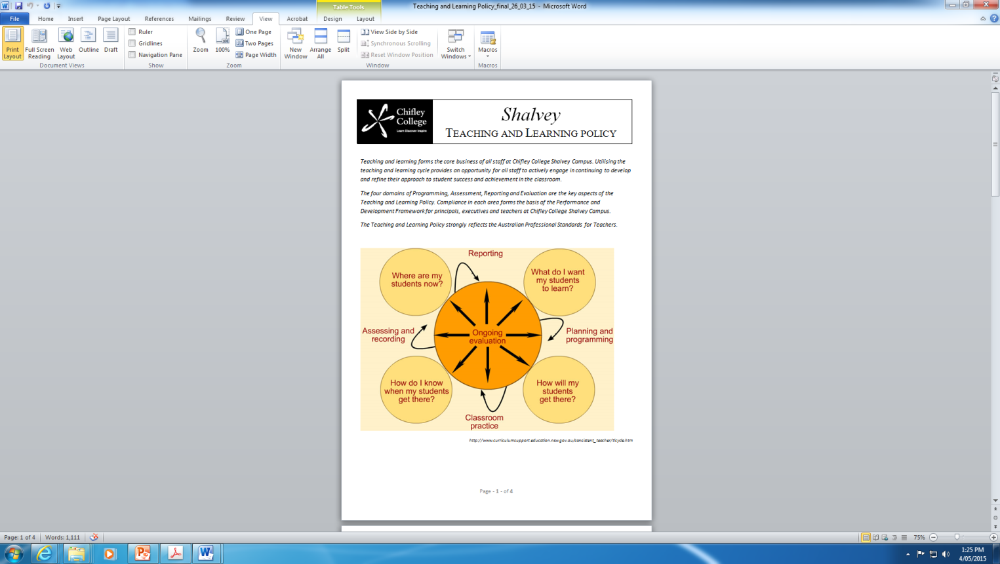 Table Tools
Teaching and Learning Policy_final_26_03_15 - Microsoft Word
File Home Insert Page Layout References Mailings Review View Acrobat Design Layout
Print Layout
Full Screen Reading
Web Layout
Outline
Draft
Document Views
Ruler
Gridlines
Navigation Pane
Show
Zoom
100%
One Page
Two Pages
Page Width
Zoom
New Window
Arrange All
Split
View Side by Side
Synchronous Scrolling
Reset Window Position
Window
Switch Windows
Macros
Macros
Chifley
College
Learn Discover Inspire
Shalvey
TEACHING AND LEARNING POLICY
Teaching and learning forms the core business of all staff at Chifley College Shalvey Campus. Utilising the
teaching and learning cycle provides an opportunity for all staff to actively engage in continuing to develop
and refine their approach to student success and achievement in the classroom.
The four domains of Programming, Assessment, Reporting and Evaluation are the key aspects of the
Teaching and Learning Policy. Compliance in each area forms the basis of the Performance and
Development Framework for principals, executives and teachers at Chifley College Shalvey Campus.
The Teaching and Learning Policy strongly reflects the Australian Professional Standards for Teachers.
Reporting
Where are my
students now?
What do I want
my students
to learn?
Assessing and
recording
Ongoing
evaluation
Planning and
programming
How do I know
when my students
get there?
How will my
students
get there?
Classroom
practice
http://www.curriculumsupport.education.nsw.gov.au/consistent_teacher/tlcycle.htm
Page - 1 - of 4
Page: 1 of 4 Words: 1,111
75%
1:25 PM
4/05/2015